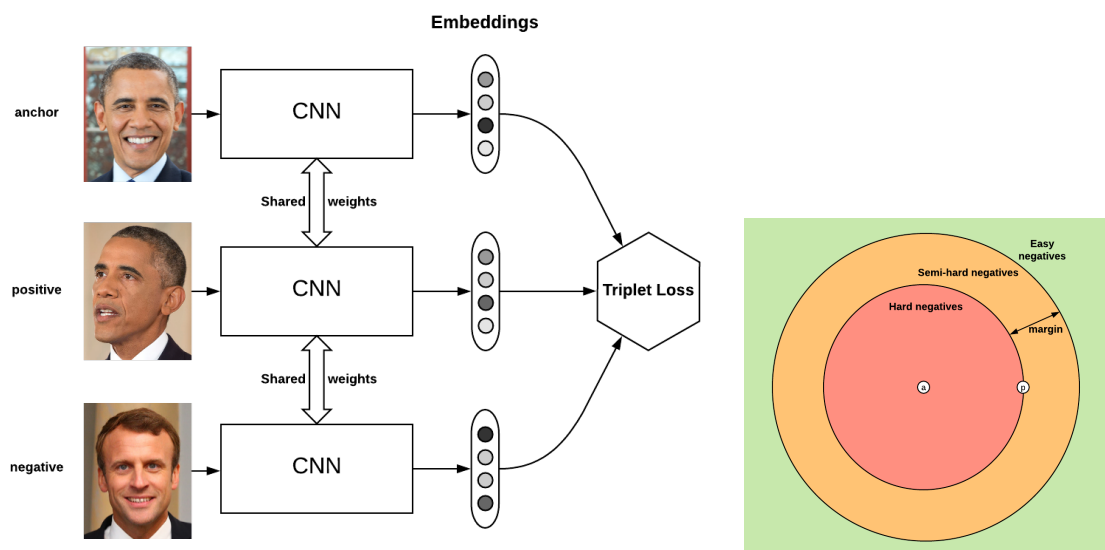 Embeddings
anchor
CNN
Shared weights
positive
CNN
Triplet Loss
Shared weights
negative
CNN
Easy
negatives
Semi-hard negatives
Hard negatives
margin
a
p